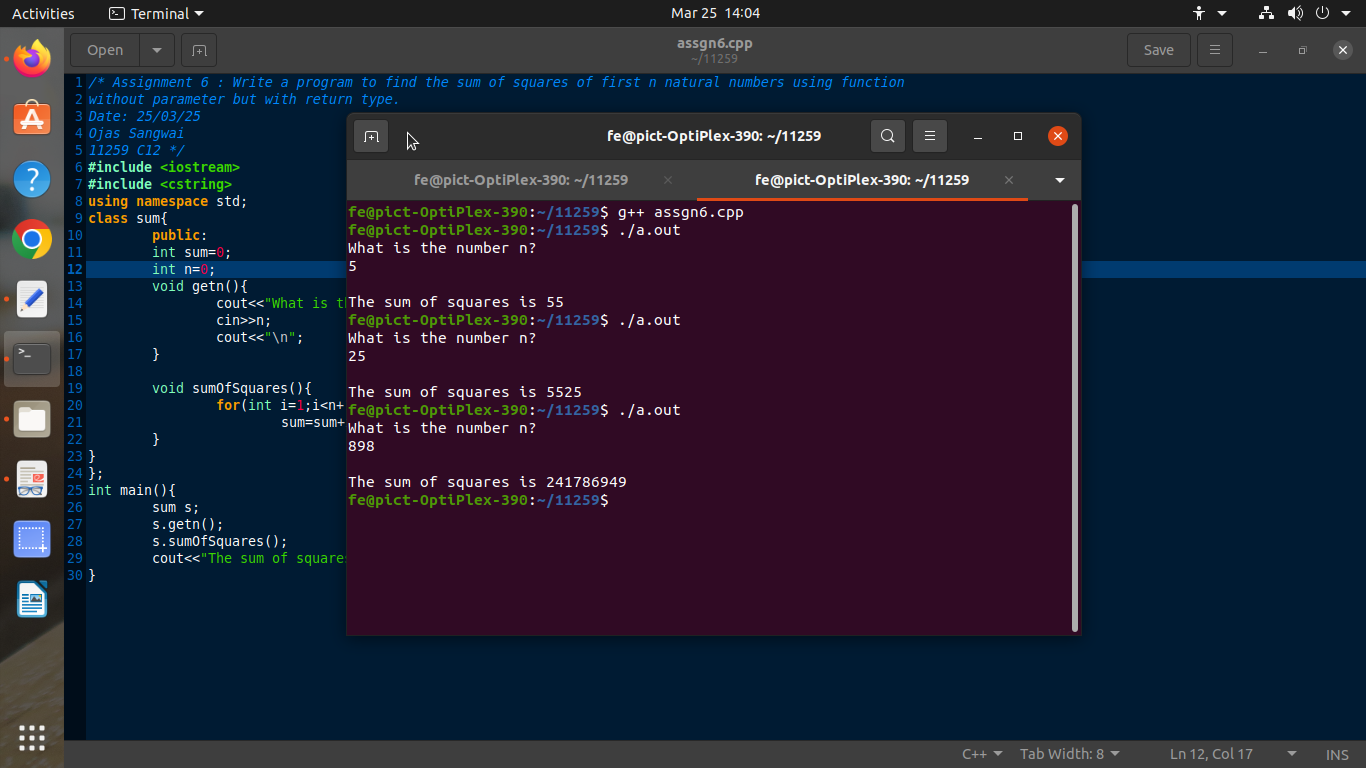 Activities
Terminal
Mar 25 14:04
Open
assgn6.cpp
~/11259
Save
1 /* Assignment 6 : Write a program to find the sum of squares of first n natural numbers using function
2 without parameter but with return type.
3 Date: 25/03/25
4 Ojas Sangwai
5 11259 C12 */
6 #include <iostream>
7 #include <cstring>
8 using namespace std;
9 class sum{
10 public:
11 int sum=0;
12 int n=0;
13 void getn(){
14 cout<<"What is th
15 cin>>n;
16 cout<<"\n";
17 }
18
19 void sumOfSquares(){
20 for(int i=1;i<n+
21 sum=sum+
22 }
23 }
24 };
25 int main(){
26 sum s;
27 s.getn();
28 s.sumOfSquares();
29 cout<<"The sum of squares
30 }
fe@pict-OptiPlex-390: ~/11259
fe@pict-OptiPlex-390: ~/11259
fe@pict-OptiPlex-390: ~/11259
fe@pict-OptiPlex-390:~/11259$ g++ assgn6.cpp
fe@pict-OptiPlex-390:~/11259$ ./a.out
What is the number n?
5
The sum of squares is 55
fe@pict-OptiPlex-390:~/11259$ ./a.out
What is the number n?
25
The sum of squares is 5525
fe@pict-OptiPlex-390:~/11259$ ./a.out
What is the number n?
898
The sum of squares is 241786949
fe@pict-OptiPlex-390:~/11259$
C++
Tab Width: 8
Ln 12, Col 17
INS